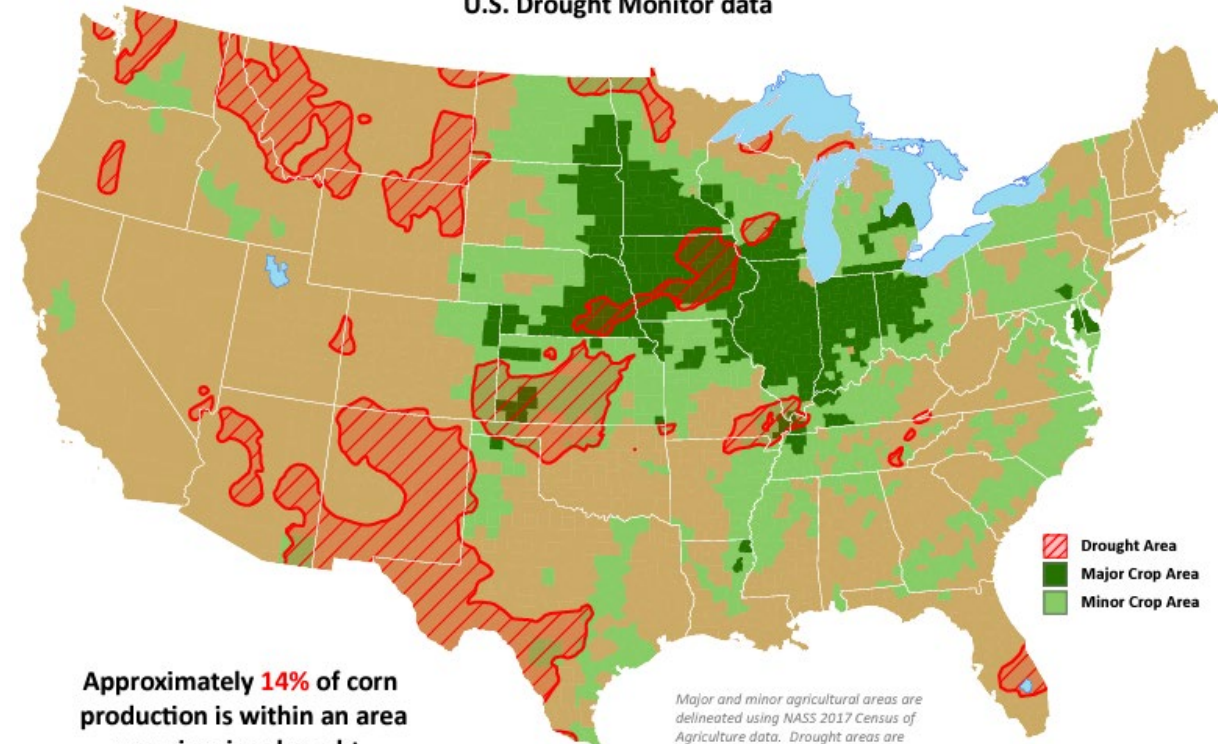 U.S. Drought Monitor data
Drought Area
Major Crop Area
Minor Crop Area
Approximately 14% of corn
production is within an area
Major and minor agricultural areas are
delineated using NASS 2017 Census of
Agriculture data. Drought areas are